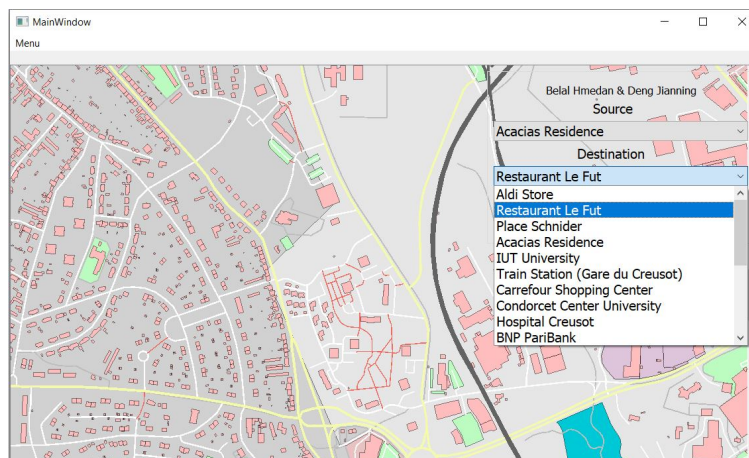 MainWindow
Menu
Belal Hmedan & Deng Jianning
Source
Acacias Residence
Destination
Restaurant Le Fut
Aldi Store
Restaurant Le Fut
Place Schnider
Acacias Residence
IUT University
Train Station (Gare du Creusot)
Carrefour Shopping Center
Condorcet Center University
Hospital Creusot
BNP PariBank